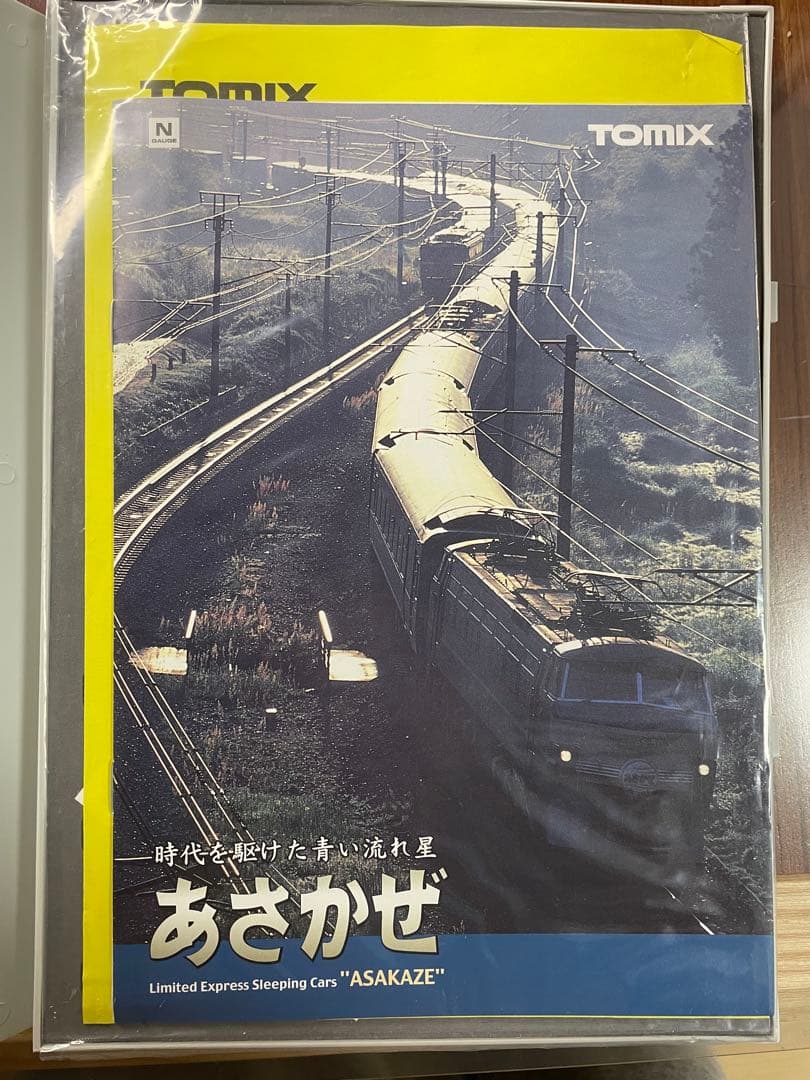 TOMIX
N
GAUGE
TOMIX
時代を駆けた青い流れ星
あさかぜ
Limited Express Sleeping Cars "ASAKAZE"